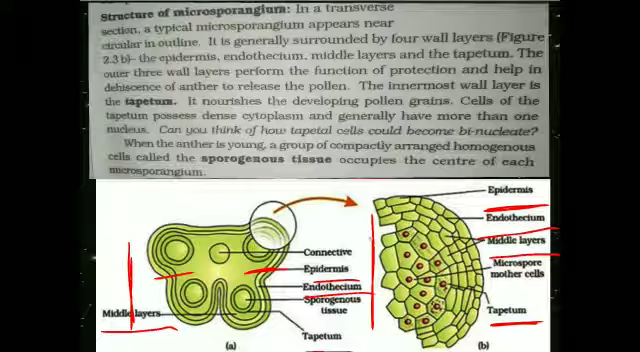 Structure of microsporangium: In a transverse
section, a typical microsporangium appears near
circular in outline. It is generally surrounded by four wall layers (Figure
2.3 b)– the epidermis, endothecium, middle layers and the tapetum. The
outer three wall layers perform the function of protection and help in
dehiscence of anther to release the pollen. The innermost wall layer is
the tapetum. It nourishes the developing pollen grains. Cells of the
tapetum possess dense cytoplasm and generally have more than one
nucleus. Can you think of how tapetal cells could become bi-nucleate?
When the anther is young, a group of compactly arranged homogenous
cells called the sporogenous tissue occupies the centre of each
microsporangium.
Connective
Epidermis
Endothecium
Sporogenous
tissue
Middle layers
Tapetum
(a)
Epidermis
Endothecium
Middle layers
Microspore
mother cells
Tapetum
(b)